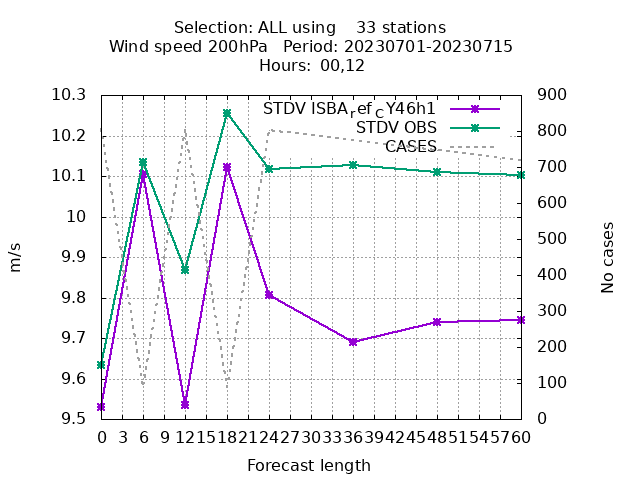 Selection: ALL using    33 stations
Wind speed 200hPa   Period: 20230701-20230715
Hours:  00,12
STDV ISBA_ref_CY46h1
STDV OBS
CASES
m/s
10.3
10.2
10.1
10
9.9
9.8
9.7
9.6
9.5
900
800
700
600
500
400
300
200
100
0
No cases
0 3 6 9 12 15 18 21 24 27 30 33 36 39 42 45 48 51 54 57 60
Forecast length